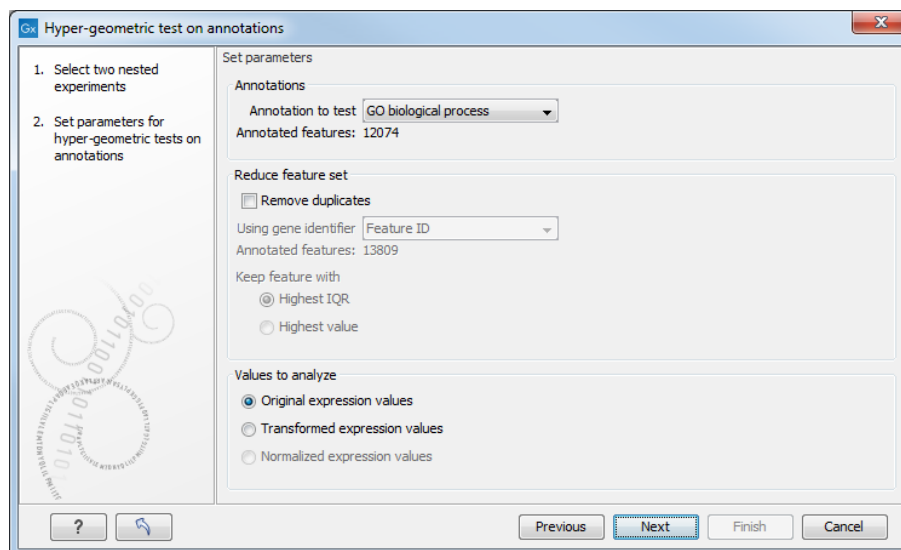 Gx Hyper-geometric test on annotations
1. Select two nested
experiments
2. Set parameters for
hyper-geometric tests on
annotations
Set parameters
Annotations
Annotation to test GO biological process
Annotated features: 12074
Reduce feature set
Remove duplicates
Using gene identifier Feature ID
Annotated features: 13809
Keep feature with
Highest IQR
Highest value
Values to analyze
Original expression values
Transformed expression values
Normalized expression values
? Previous Next Finish Cancel